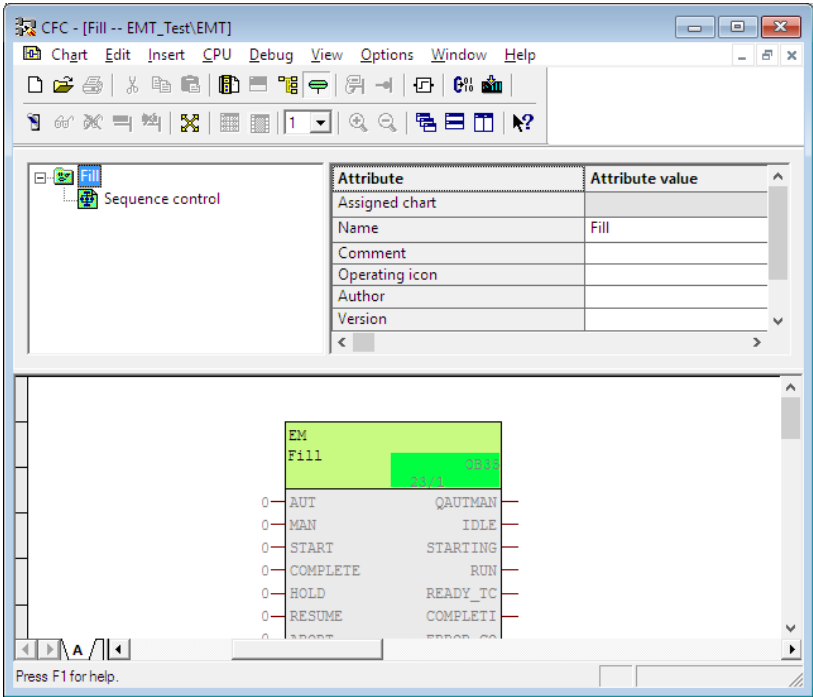 CFC - [Fill -- EMT_Test\EMT]
Chart Edit Insert CPU Debug View Options Window Help
1
Fill
Sequence control
Attribute Attribute value
Assigned chart
Name Fill
Comment
Operating icon
Author
Version
EM
Fill
OB35
23/1
0 AUT QAUTMAN
0 MAN IDLE
0 START STARTING
0 COMPLETE RUN
0 HOLD READY_TC
0 RESUME COMPLETI
A
Press F1 for help.